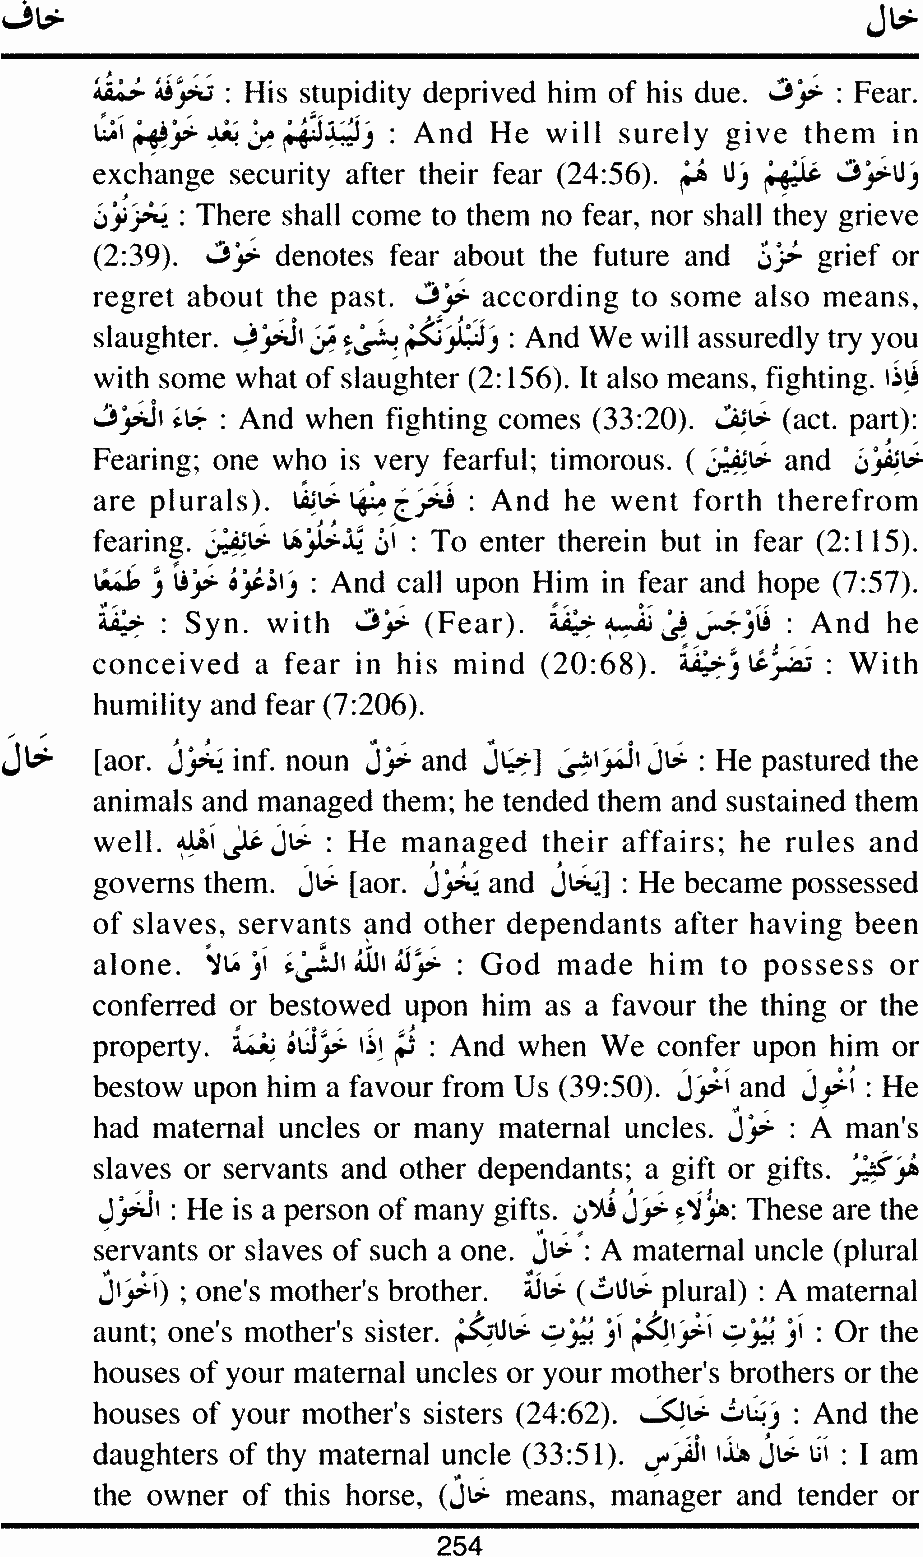 خاف خال
تَخَوَّفَهُ حُمْقُهُ : His stupidity deprived him of his due. خَوْفٌ : Fear.
وَلَيُبَدِّلَنَّهُمْ مِّنْ بَعْدِ خَوْفِهِمْ اَمْنًا : And He will surely give them in
exchange security after their fear (24:56). وَلَاخَوْفٌ عَلَيْهِمْ وَلَا هُمْ
يَحْزَنُوْنَ : There shall come to them no fear, nor shall they grieve
(2:39). خَوْفٌ denotes fear about the future and حُزْنٌ grief or
regret about the past. خَوْفٌ according to some also means,
slaughter. وَلَنَبْلُوَنَّكُمْ بِشَىْءٍ مِّنَ الْخَوْفِ : And We will assuredly try you
with some what of slaughter (2:156). It also means, fighting. فَاِذَا
جَاءَ الْخَوْفُ : And when fighting comes (33:20). خَائِفٌ (act. part):
Fearing; one who is very fearful; timorous. (خَائِفِيْنَ and خَائِفُوْنَ
are plurals). فَخَرَجَ مِنْهَا خَائِفًا : And he went forth therefrom
fearing. اَنْ يَّدْخُلُوْهَا خَائِفِيْنَ : To enter therein but in fear (2:115).
وَادْعُوْهُ خَوْفاً وَّ طَمَعًا : And call upon Him in fear and hope (7:57).
خِيْفَةٌ : Syn. with خَوْفٌ (Fear). فَاَوْجَسَ فِىْ نَفْسِهٖ خِيْفَةً : And he
conceived a fear in his mind (20:68). تَضَرُّعًا وَّخِيْفَةً : With
humility and fear (7:206).
خَالَ [aor. يَخُوْلُ inf. noun خَوْلٌ and خِيَالٌ] خَالَ الْمَوَاشِىَ : He pastured the
animals and managed them; he tended them and sustained them
well. خَالَ عَلٰى اَهْلِهٖ : He managed their affairs; he rules and
governs them. خَالَ [aor. يَخُوْلُ and يَخَالُ] : He became possessed
of slaves, servants and other dependants after having been
alone. خَوَّلَهُ اللّٰهُ الشَّىْءَ اَوْ مَالاً : God made him to possess or
conferred or bestowed upon him as a favour the thing or the
property. ثُمَّ اِذَا خَوَّلْنَاهُ نِعْمَةً : And when We confer upon him or
bestow upon him a favour from Us (39:50). اَخْوَلَ and اُخْوِلَ : He
had maternal uncles or many maternal uncles. خَوْلٌ : A man's
slaves or servants and other dependants; a gift or gifts. هُوَكَثِيْرُ
الْخَوْلِ : He is a person of many gifts. هٰؤُلَاءِ خَوَلُ فُلَانٍ: These are the
servants or slaves of such a one. خَالٌ : A maternal uncle (plural
اَخْوَالٌ) ; one's mother's brother. خَالَةٌ (خَالَاتٌ plural) : A maternal
aunt; one's mother's sister. اَوْ بُيُوْتِ اَخْوَالِكُمْ اَوْ بُيُوْتِ خَالَاتِكُمْ : Or the
houses of your maternal uncles or your mother's brothers or the
houses of your mother's sisters (24:62). وَبَنَاتُ خَالِكَ : And the
daughters of thy maternal uncle (33:51). اَنَا خَالُ هٰذَا الْفَرَسِ : I am
the owner of this horse, (خَالٌ means, manager and tender or
254